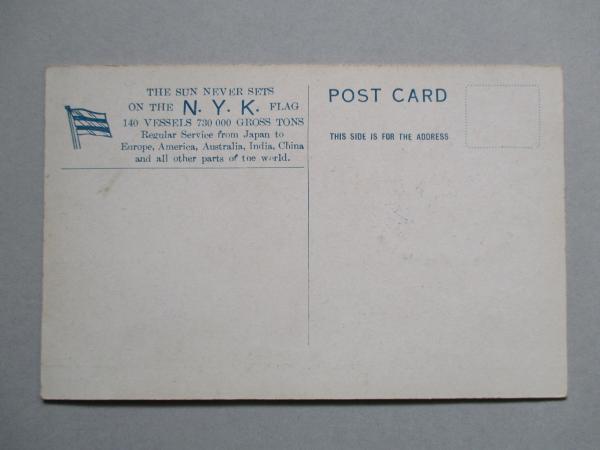 THE SUN NEVER SETS
ON THE N. Y. K. FLAG
140 VESSELS 730 000 GROSS TONS
Regular Service from Japan to
Europe, America, Australia, India, China
and all other parts of the world.
POST CARD
THIS SIDE IS FOR THE ADDRESS